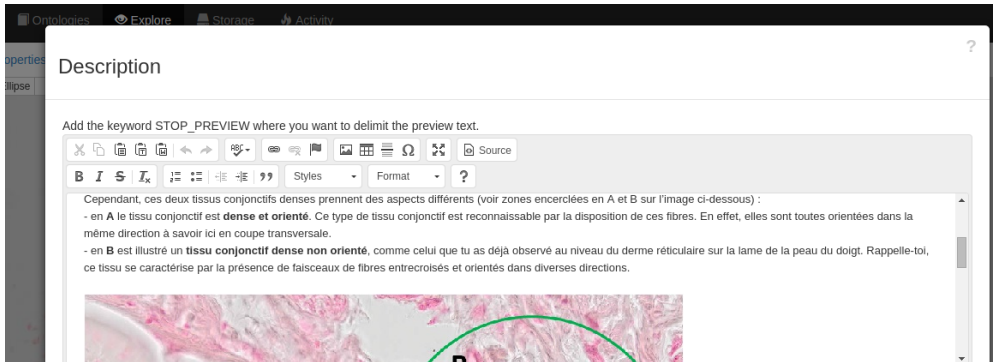 Ontologies Explore Storage Activity
?
operties
Description
llipse
Add the keyword STOP_PREVIEW where you want to delimit the preview text.
ABC Ω Source
B I S Ix Styles Format ?
Cependant, ces deux tissus conjonctifs denses prennent des aspects différents (voir zones encerclées en A et B sur l'image ci-dessous) :
- en A le tissu conjonctif est dense et orienté. Ce type de tissu conjonctif est reconnaissable par la disposition de ces fibres. En effet, elles sont toutes orientées dans la
même direction à savoir ici en coupe transversale.
- en B est illustré un tissu conjonctif dense non orienté, comme celui que tu as déjà observé au niveau du derme réticulaire sur la lame de la peau du doigt. Rappelle-toi,
ce tissu se caractérise par la présence de faisceaux de fibres entrecroisés et orientés dans diverses directions.
B